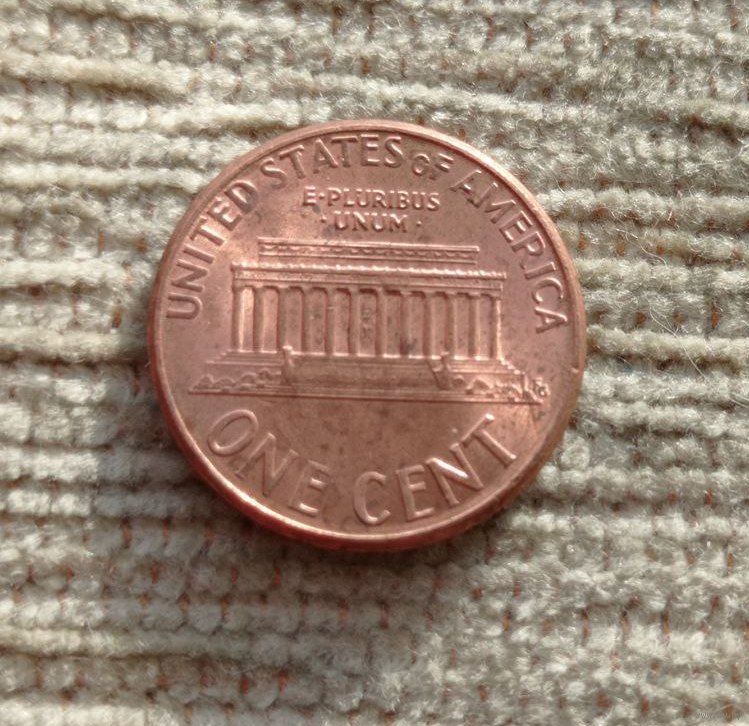 UNITED STATES OF AMERICA
E·PLURIBUS
·UNUM·
ONE CENT